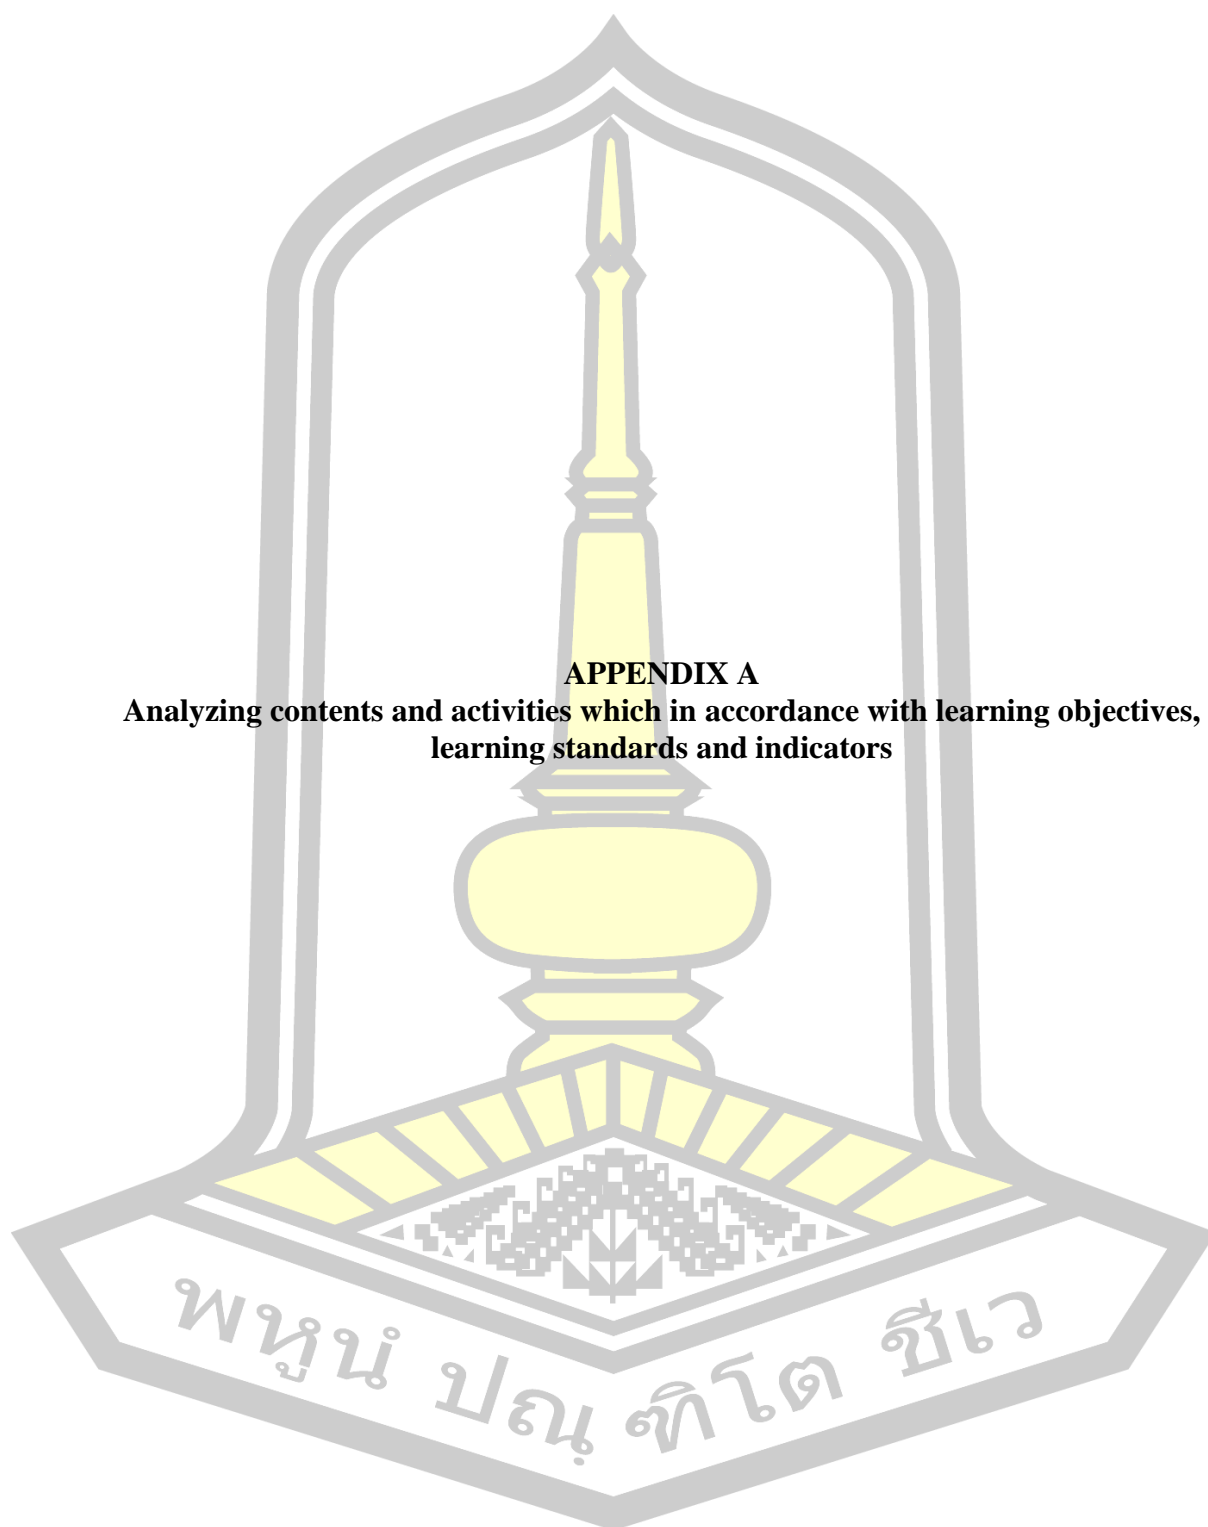 APPENDIX A
Analyzing contents and activities which in accordance with learning objectives,
learning standards and indicators
พหูนํ ปณฺฑิโต ชีเว